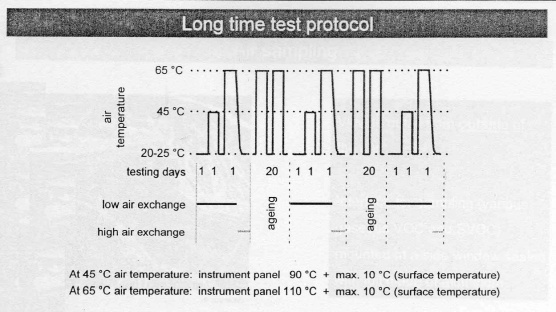 Long time test protocol
65 °C
45 °C
20-25 °C
air temperature
testing days 1 1 1 20 1 1 1 20 1 1 1
low air exchange
high air exchange
ageing
ageing
At 45 °C air temperature: instrument panel 90 °C + max. 10 °C (surface temperature)
At 65 °C air temperature: instrument panel 110 °C + max. 10 °C (surface temperature)